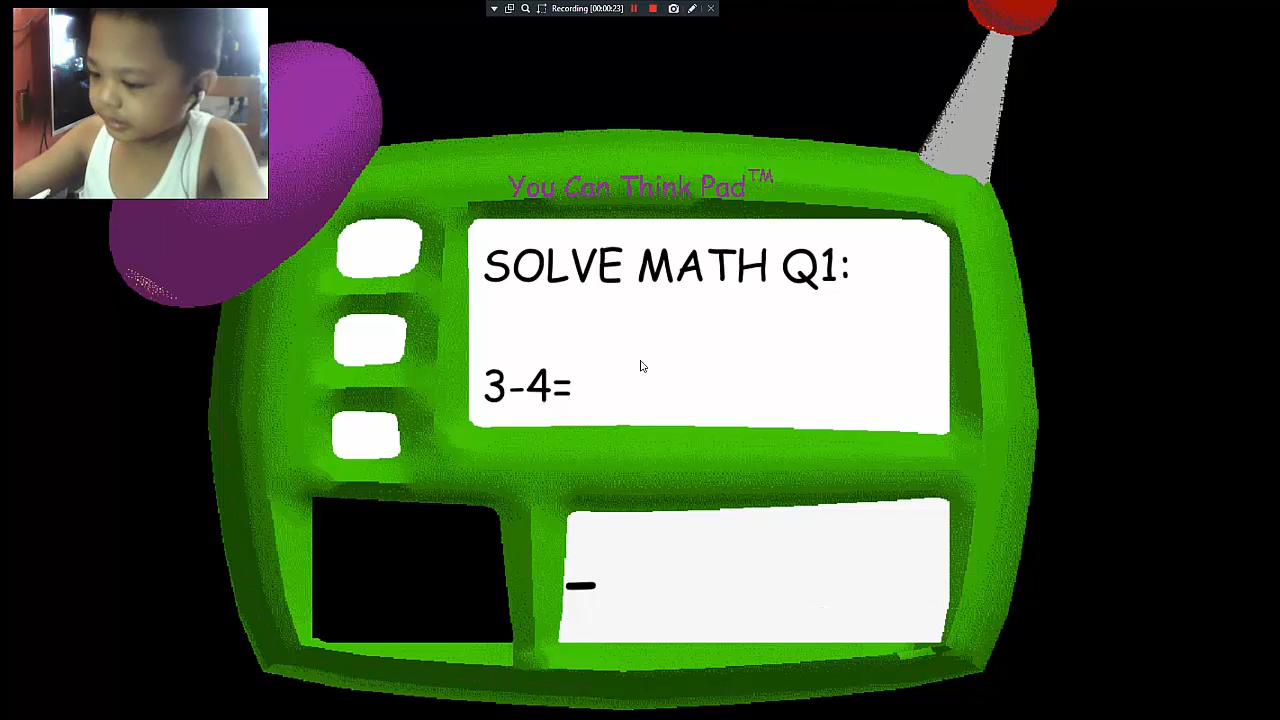 Recording [00:00:23]
You Can Think Pad™
SOLVE MATH Q1:
3-4=
-